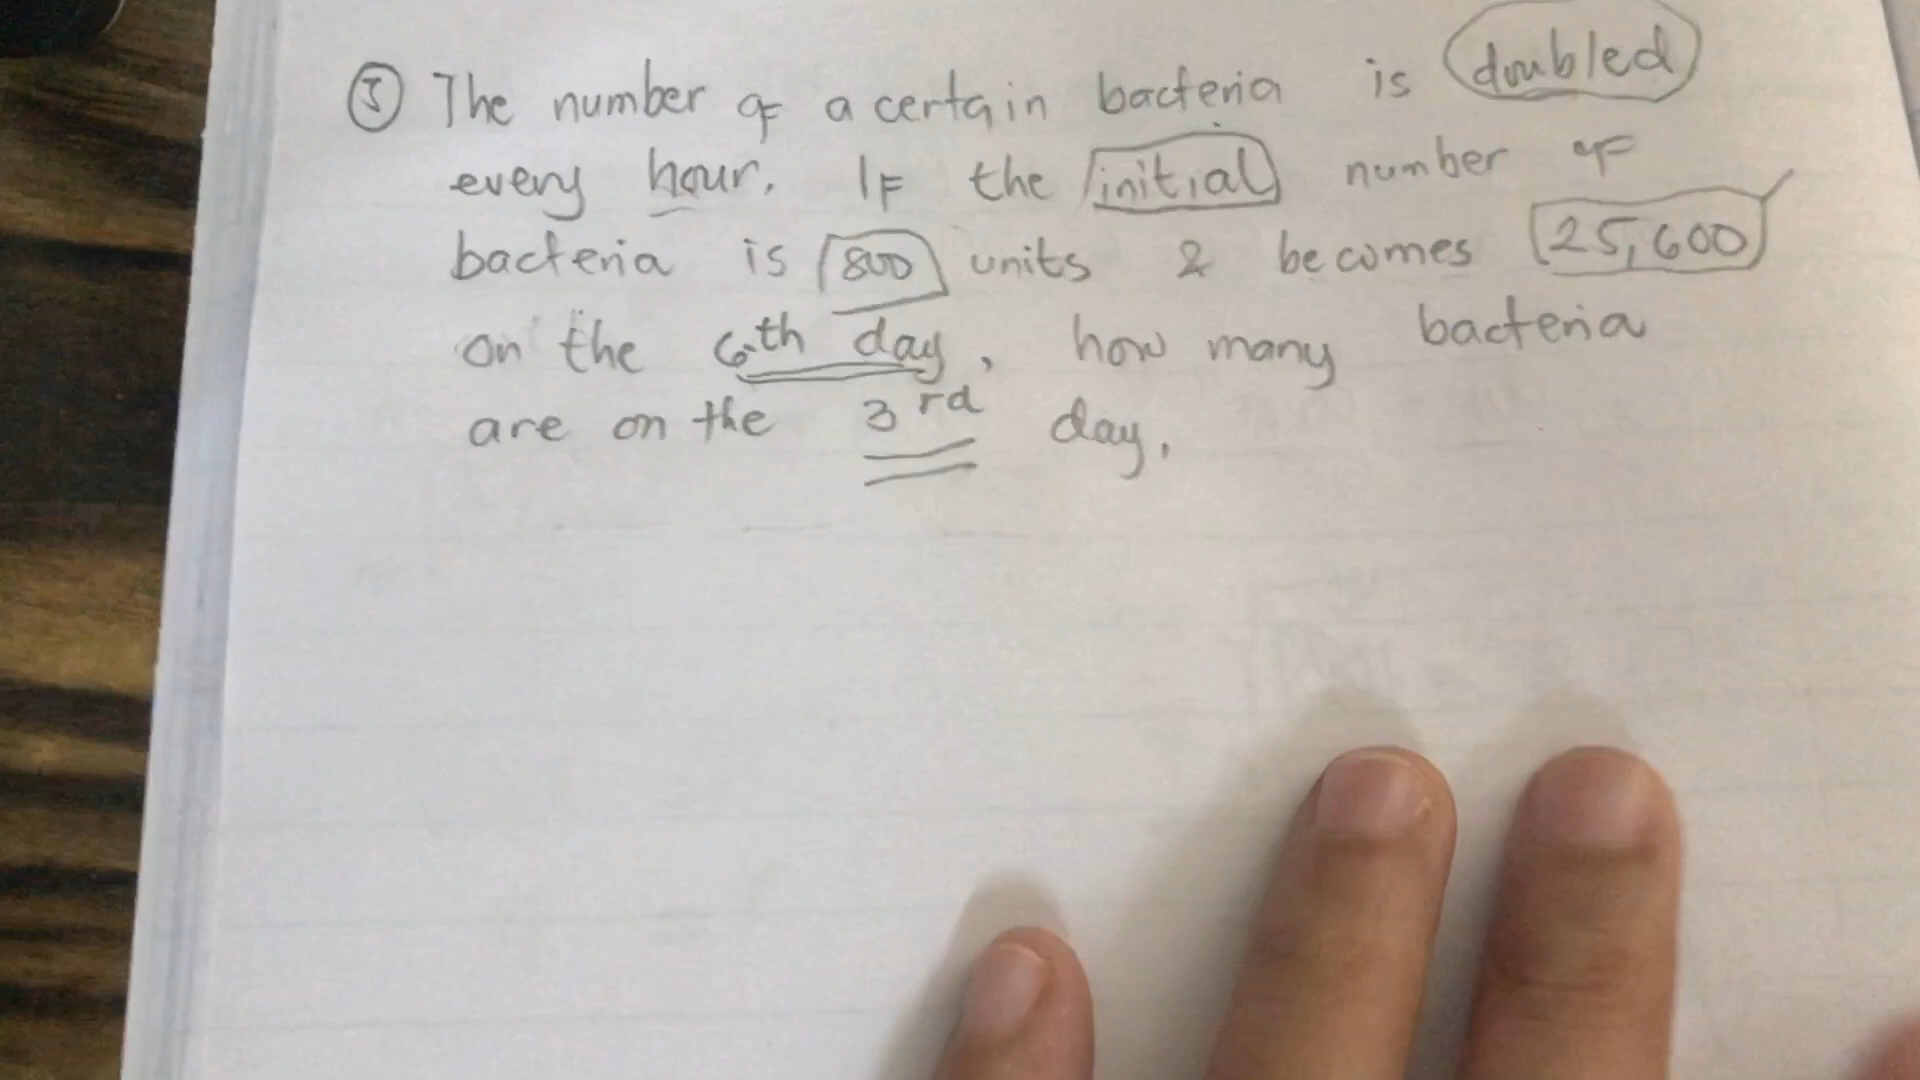 ③ The number of a certain bacteria is doubled
every hour. IF the initial number of
bacteria is 800 units & becomes 25,600
on the 6th day, how many bacteria
are on the 3rd day.